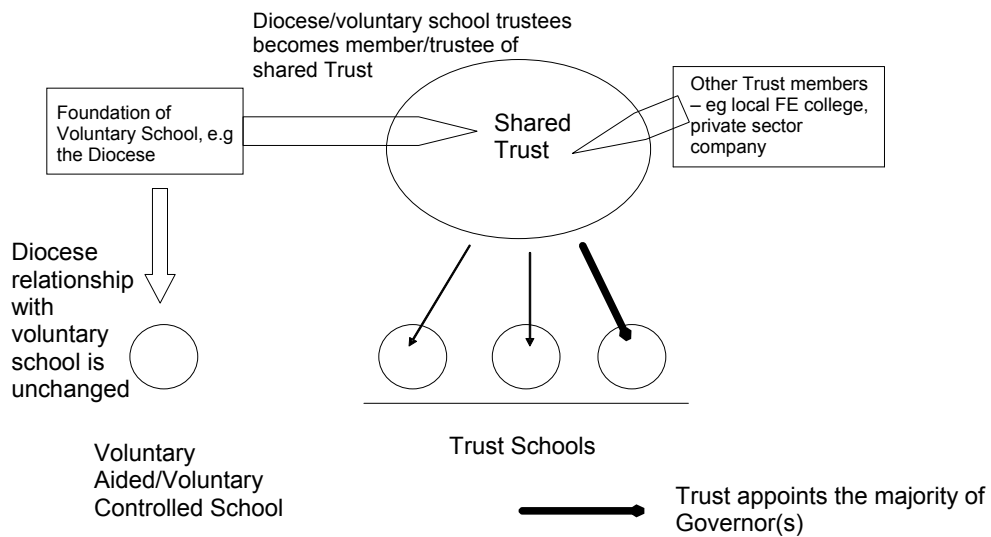 Diocese/voluntary school trustees
becomes member/trustee of
shared Trust
Foundation of
Voluntary School, e.g
the Diocese
Shared
Trust
Other Trust members
– eg local FE college,
private sector
company
Diocese
relationship
with
voluntary
school is
unchanged
Voluntary
Aided/Voluntary
Controlled School
Trust Schools
Trust appoints the majority of
Governor(s)